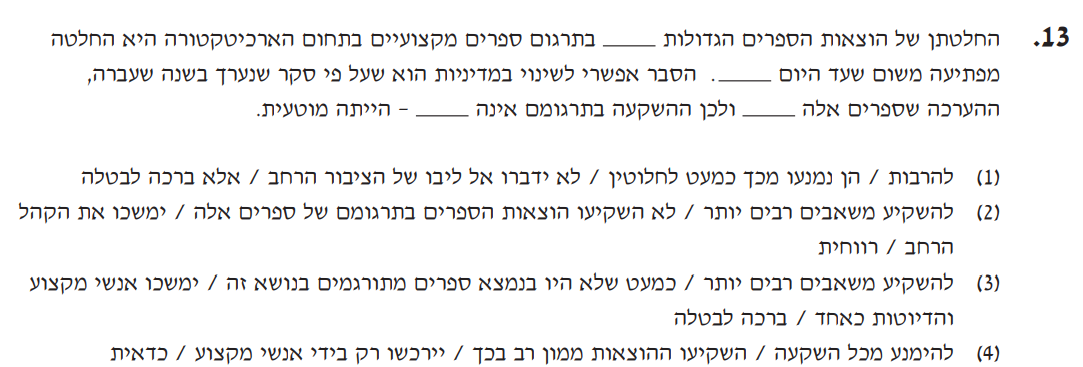 13. החלטתן של הוצאות הספרים הגדולות _____ בתרגום ספרים מקצועיים בתחום הארכיטקטורה היא החלטה
מפתיעה משום שעד היום _____. הסבר אפשרי לשינוי במדיניות הוא שעל פי סקר שנערך בשנה שעברה,
ההערכה שספרים אלה _____ ולכן ההשקעה בתרגומם אינה _____ – הייתה מוטעית.
(1) להרבות / הן נמנעו מכך כמעט לחלוטין / לא ידברו אל ליבו של הציבור הרחב / אלא ברכה לבטלה
(2) להשקיע משאבים רבים יותר / לא השקיעו הוצאות הספרים בתרגומם של ספרים אלה / ימשכו את הקהל
הרחב / רווחית
(3) להשקיע משאבים רבים יותר / כמעט שלא היו בנמצא ספרים מתורגמים בנושא זה / ימשכו אנשי מקצוע
והדיוטות כאחד / ברכה לבטלה
(4) להימנע מכל השקעה / השקיעו ההוצאות ממון רב בכך / יירכשו רק בידי אנשי מקצוע / כדאית